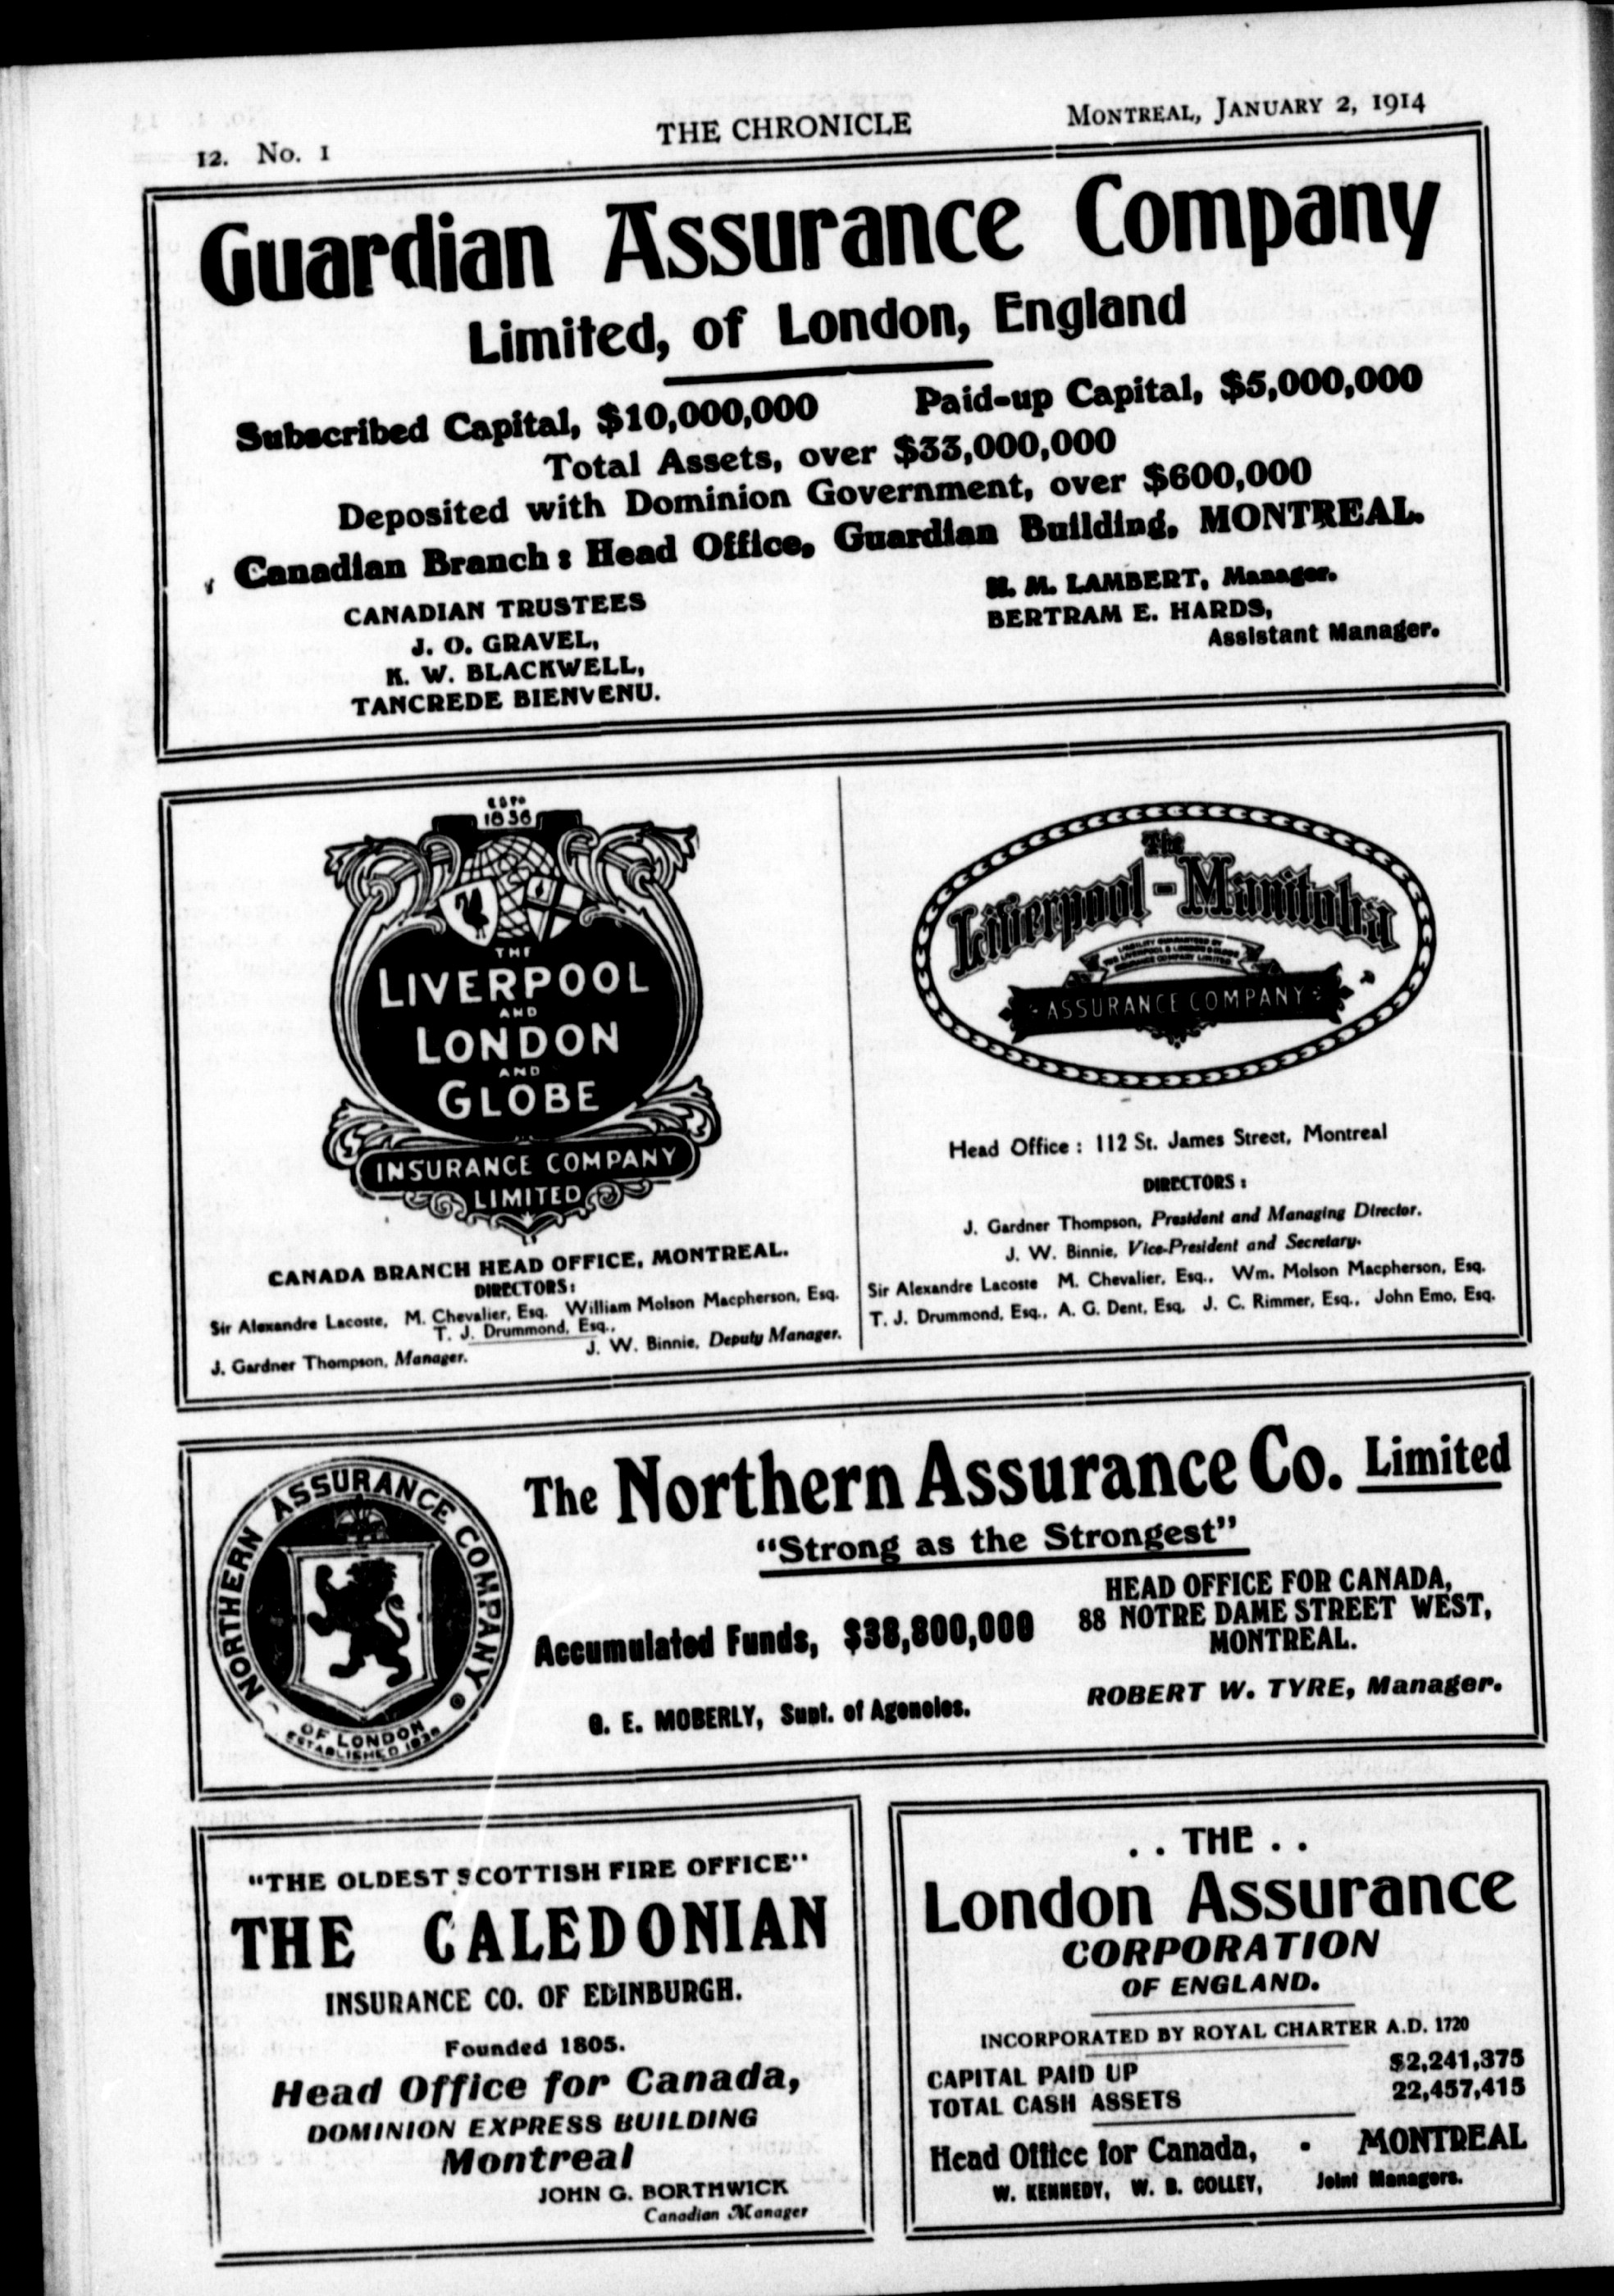 12. No. 1
THE CHRONICLE
MONTREAL, JANUARY 2, 1914
Guardian Assurance Company
Limited, of London, England
Subscribed Capital, $10,000,000 Paid-up Capital, $5,000,000
Total Assets, over $33,000,000
Deposited with Dominion Government, over $600,000
Canadian Branch : Head Office, Guardian Building, MONTREAL.
CANADIAN TRUSTEES
J. O. GRAVEL,
K. W. BLACKWELL,
TANCREDE BIENVENU.
M. LAMBERT, Manager.
BERTRAM E. HARDS,
Assistant Manager.
ESTD
1836
THE
LIVERPOOL
AND
LONDON
AND
GLOBE
INSURANCE COMPANY
LIMITED
CANADA BRANCH HEAD OFFICE, MONTREAL.
DIRECTORS:
Sir Alexandre Lacoste, M. Chevalier, Esq. William Molson Macpherson, Esq.
T. J. Drummond, Esq.,
J. Gardner Thompson, Manager. J. W. Binnie, Deputy Manager.
The
Liverpool-Manitoba
LIABILITY GUARANTEED BY
THE LIVERPOOL & LONDON & GLOBE
INSURANCE COMPANY LIMITED
ASSURANCE COMPANY
Head Office : 112 St. James Street, Montreal
DIRECTORS :
J. Gardner Thompson, President and Managing Director.
J. W. Binnie, Vice-President and Secretary.
Sir Alexandre Lacoste M. Chevalier, Esq., Wm. Molson Macpherson, Esq.
T. J. Drummond, Esq., A. G. Dent, Esq, J. C. Rimmer, Esq., John Emo, Esq.
NORTHERN ASSURANCE COMPANY
OF LONDON
ESTABLISHED 1836
The Northern Assurance Co. Limited
“Strong as the Strongest”
Accumulated Funds, $38,800,000
HEAD OFFICE FOR CANADA,
88 NOTRE DAME STREET WEST,
MONTREAL.
G. E. MOBERLY, Supt. of Agencies.
ROBERT W. TYRE, Manager.
"THE OLDEST SCOTTISH FIRE OFFICE"
THE CALEDONIAN
INSURANCE CO. OF EDINBURGH.
Founded 1805.
Head Office for Canada,
DOMINION EXPRESS BUILDING
Montreal
JOHN G. BORTHWICK
Canadian Manager
. . THE . .
London Assurance
CORPORATION
OF ENGLAND.
INCORPORATED BY ROYAL CHARTER A.D. 1720
CAPITAL PAID UP $2,241,375
TOTAL CASH ASSETS 22,457,415
Head Office for Canada, - MONTREAL
W. KENNEDY, W. B. COLLEY, Joint Managers.